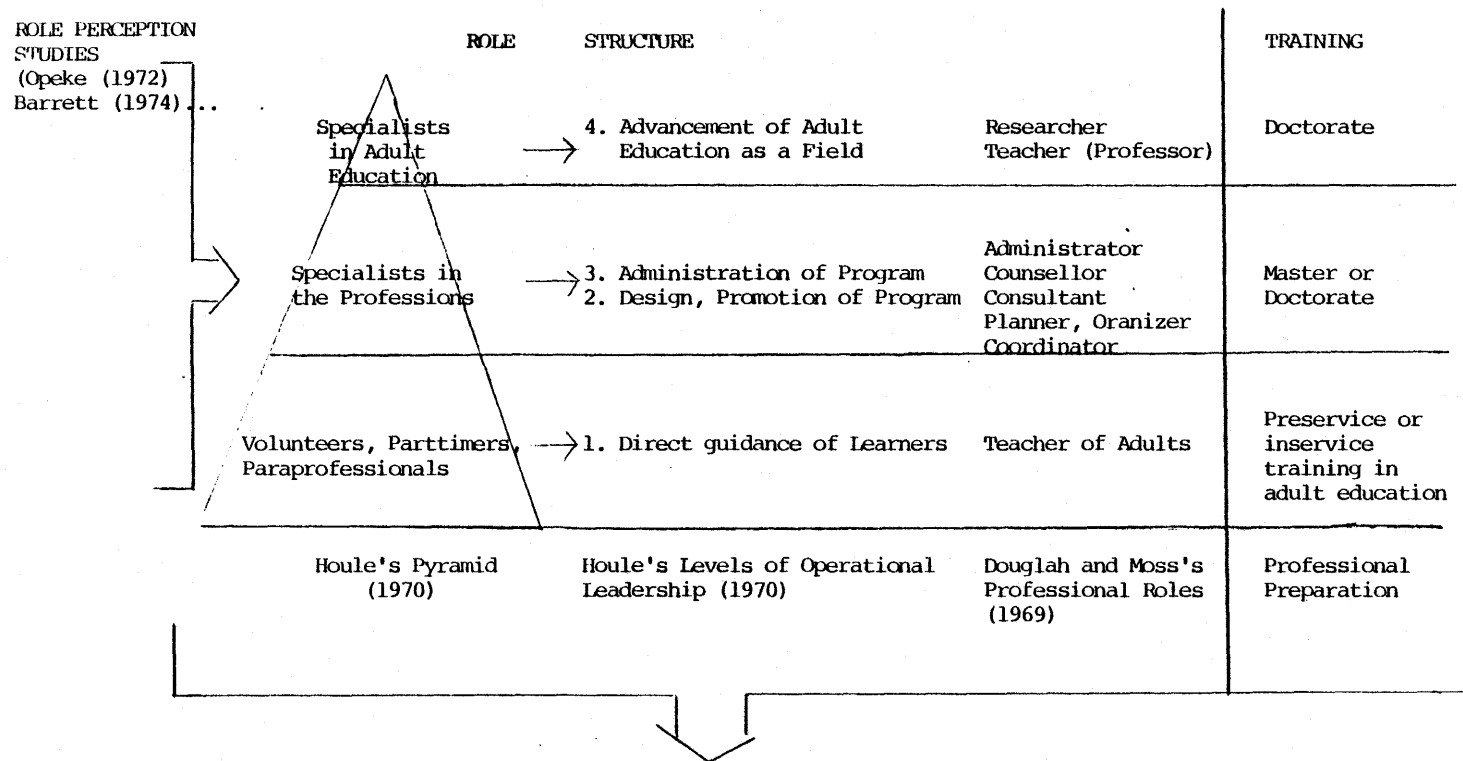 ROLE PERCEPTION
STUDIES
(Opeke (1972)
Barrett (1974)...
ROLE STRUCTURE
TRAINING
Specialists
in Adult
Education
4. Advancement of Adult
Education as a Field
Researcher
Teacher (Professor)
Doctorate
Specialists in
the Professions
3. Administration of Program
2. Design, Promotion of Program
Administrator
Counsellor
Consultant
Planner, Oranizer
Coordinator
Master or
Doctorate
Volunteers, Parttimers,
Paraprofessionals
1. Direct guidance of Learners
Teacher of Adults
Preservice or
inservice
training in
adult education
Houle's Pyramid
(1970)
Houle's Levels of Operational
Leadership (1970)
Douglah and Moss's
Professional Roles
(1969)
Professional
Preparation